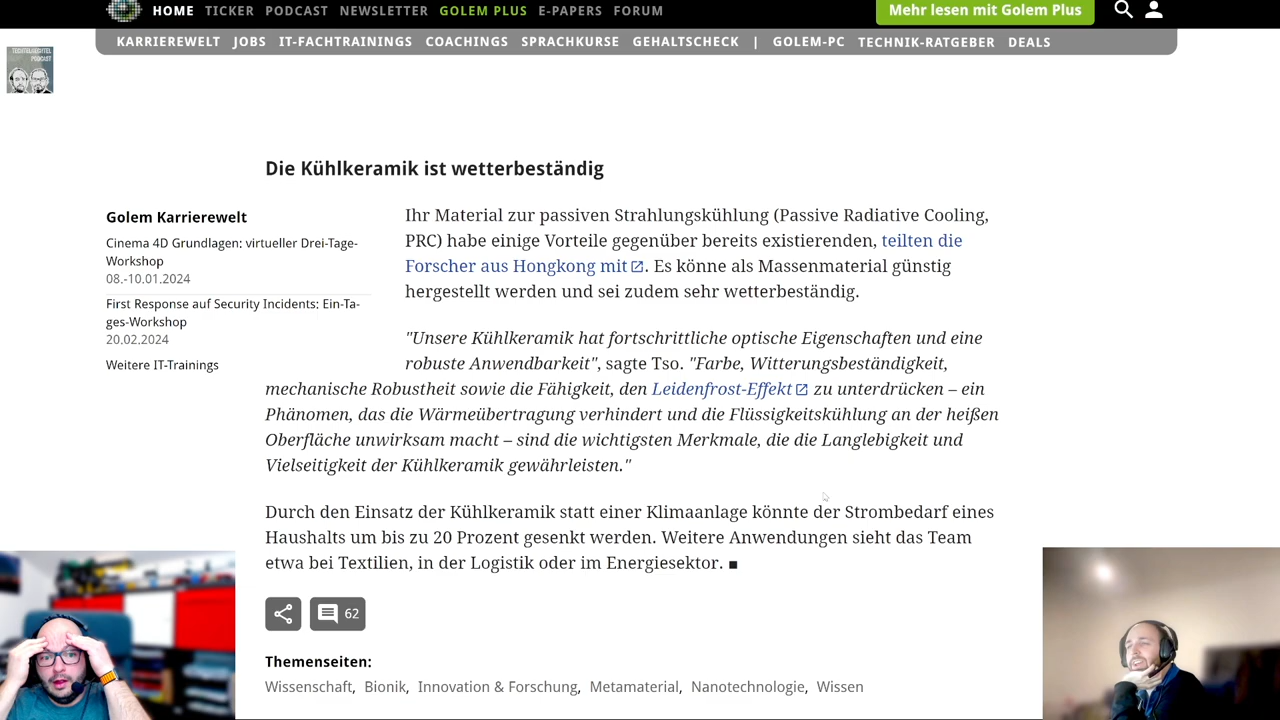 HOME TICKER PODCAST NEWSLETTER GOLEM PLUS E-PAPERS FORUM
Mehr lesen mit Golem Plus
KARRIEREWELT JOBS IT-FACHTRAININGS COACHINGS SPRACHKURSE GEHALTSCHECK | GOLEM-PC TECHNIK-RATGEBER DEALS
PODCAST
Die Kühlkeramik ist wetterbeständig
Golem Karrierewelt
Cinema 4D Grundlagen: virtueller Drei-Tage-
Workshop
08.-10.01.2024
First Response auf Security Incidents: Ein-Ta-
ges-Workshop
20.02.2024
Weitere IT-Trainings
Ihr Material zur passiven Strahlungskühlung (Passive Radiative Cooling,
PRC) habe einige Vorteile gegenüber bereits existierenden, teilten die
Forscher aus Hongkong mit. Es könne als Massenmaterial günstig
hergestellt werden und sei zudem sehr wetterbeständig.
"Unsere Kühlkeramik hat fortschrittliche optische Eigenschaften und eine
robuste Anwendbarkeit", sagte Tso. "Farbe, Witterungsbeständigkeit,
mechanische Robustheit sowie die Fähigkeit, den Leidenfrost-Effekt zu unterdrücken – ein
Phänomen, das die Wärmeübertragung verhindert und die Flüssigkeitskühlung an der heißen
Oberfläche unwirksam macht – sind die wichtigsten Merkmale, die die Langlebigkeit und
Vielseitigkeit der Kühlkeramik gewährleisten."
Durch den Einsatz der Kühlkeramik statt einer Klimaanlage könnte der Strombedarf eines
Haushalts um bis zu 20 Prozent gesenkt werden. Weitere Anwendungen sieht das Team
etwa bei Textilien, in der Logistik oder im Energiesektor. ■
62
Themenseiten:
Wissenschaft, Bionik, Innovation & Forschung, Metamaterial, Nanotechnologie, Wissen